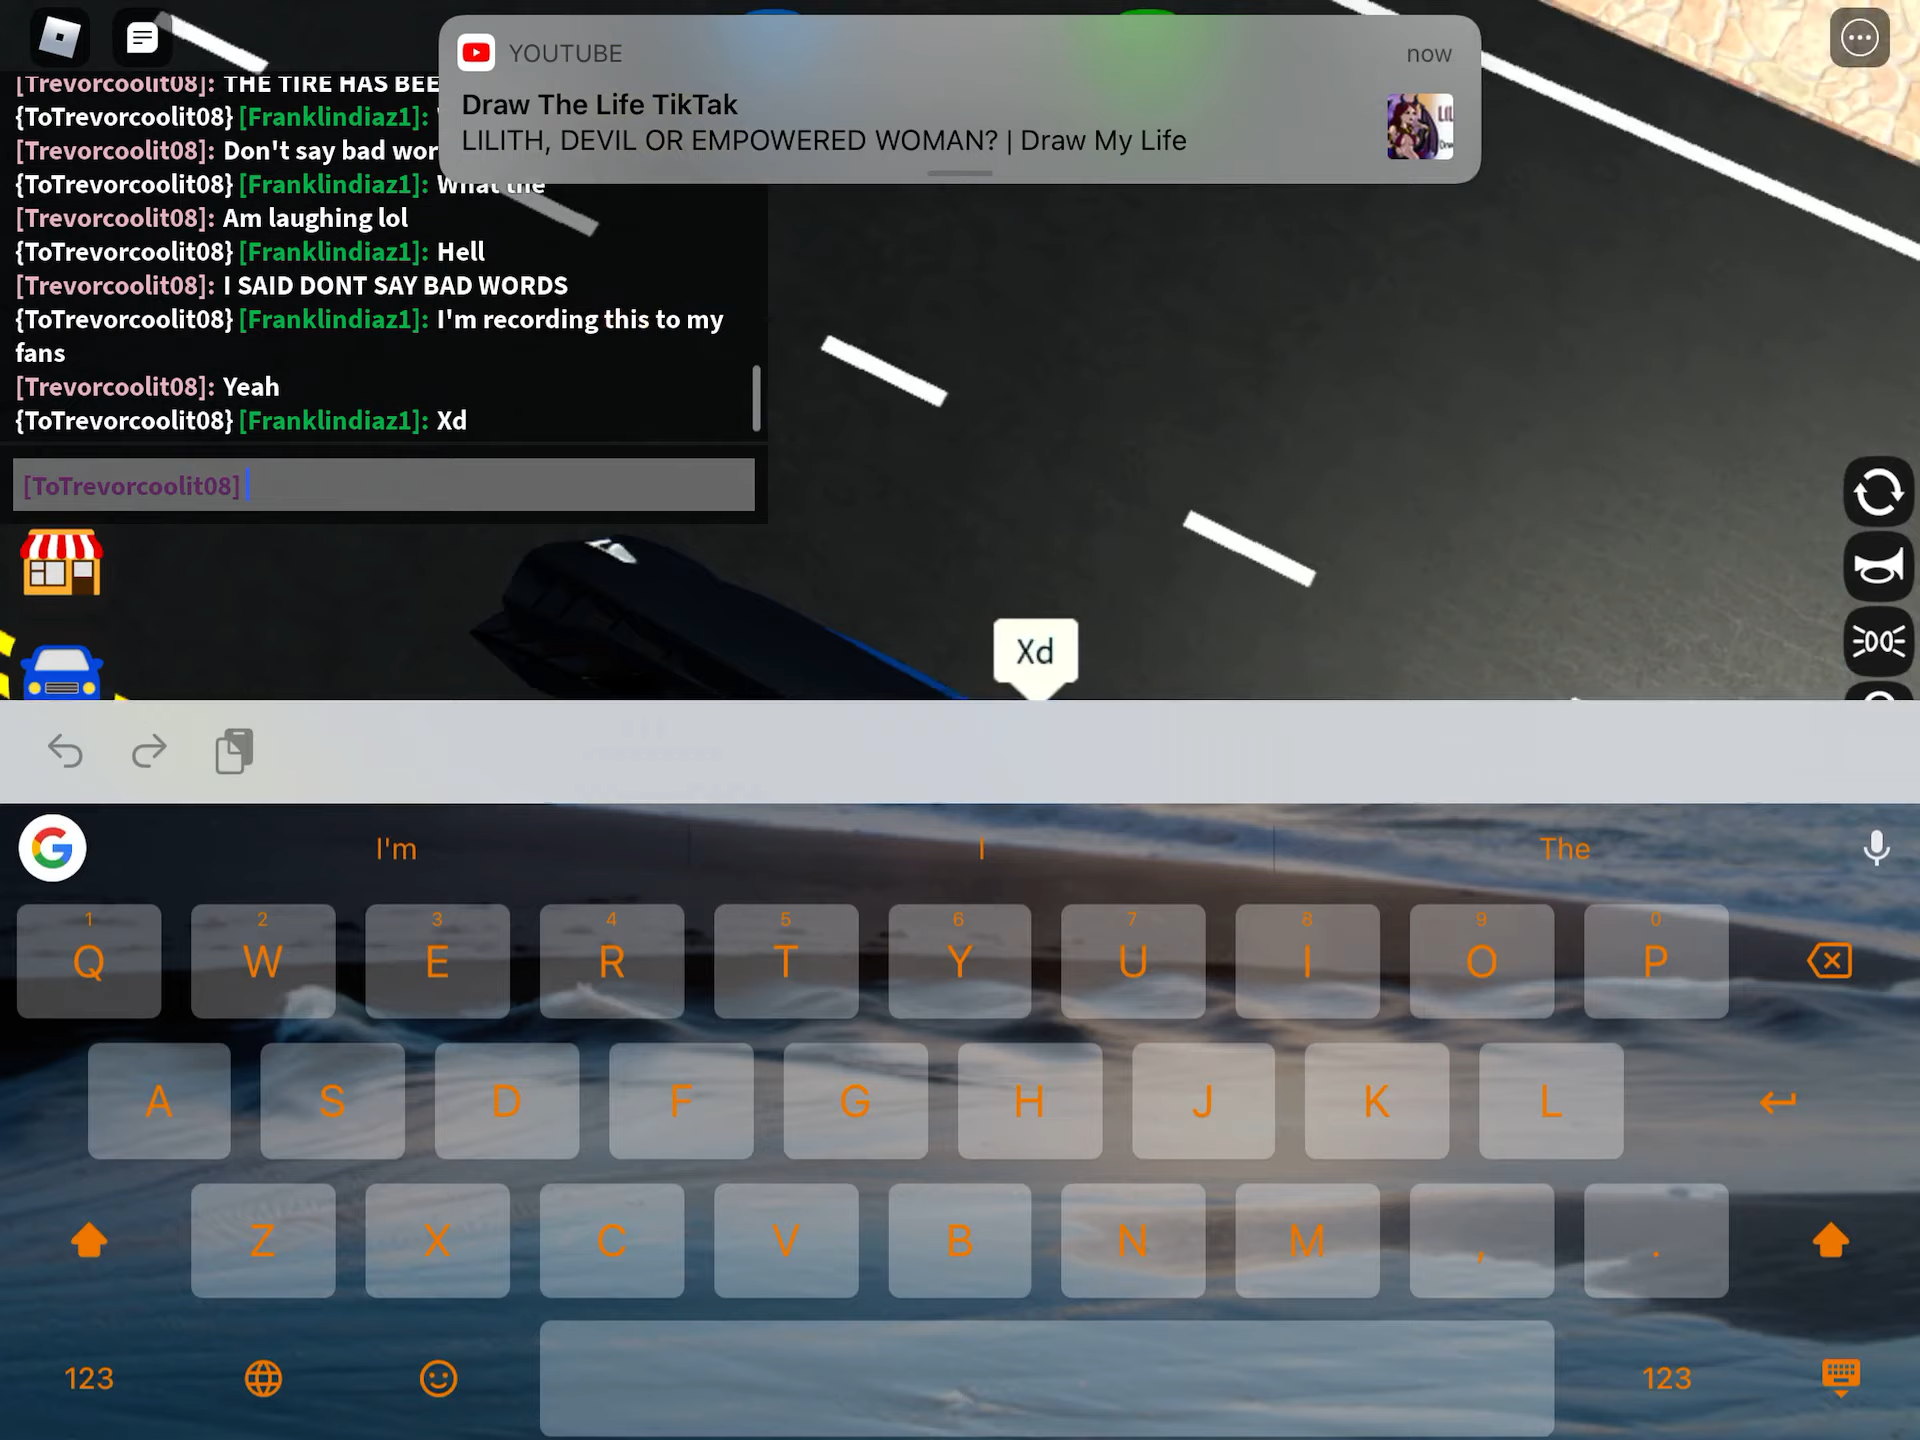 YOUTUBE now
Draw The Life TikTak
LILITH, DEVIL OR EMPOWERED WOMAN? | Draw My Life
[Trevorcoolit08]: THE TIRE HAS BEE
{ToTrevorcoolit08} [Franklindiaz1]:
[Trevorcoolit08]: Don't say bad wor
{ToTrevorcoolit08} [Franklindiaz1]: What the
[Trevorcoolit08]: Am laughing lol
{ToTrevorcoolit08} [Franklindiaz1]: Hell
[Trevorcoolit08]: I SAID DONT SAY BAD WORDS
{ToTrevorcoolit08} [Franklindiaz1]: I'm recording this to my
fans
[Trevorcoolit08]: Yeah
{ToTrevorcoolit08} [Franklindiaz1]: Xd
[ToTrevorcoolit08]
Xd
I'm I The
1 2 3 4 5 6 7 8 9 0
Q W E R T Y U I O P
A S D F G H J K L
Z X C V B N M , .
123 123